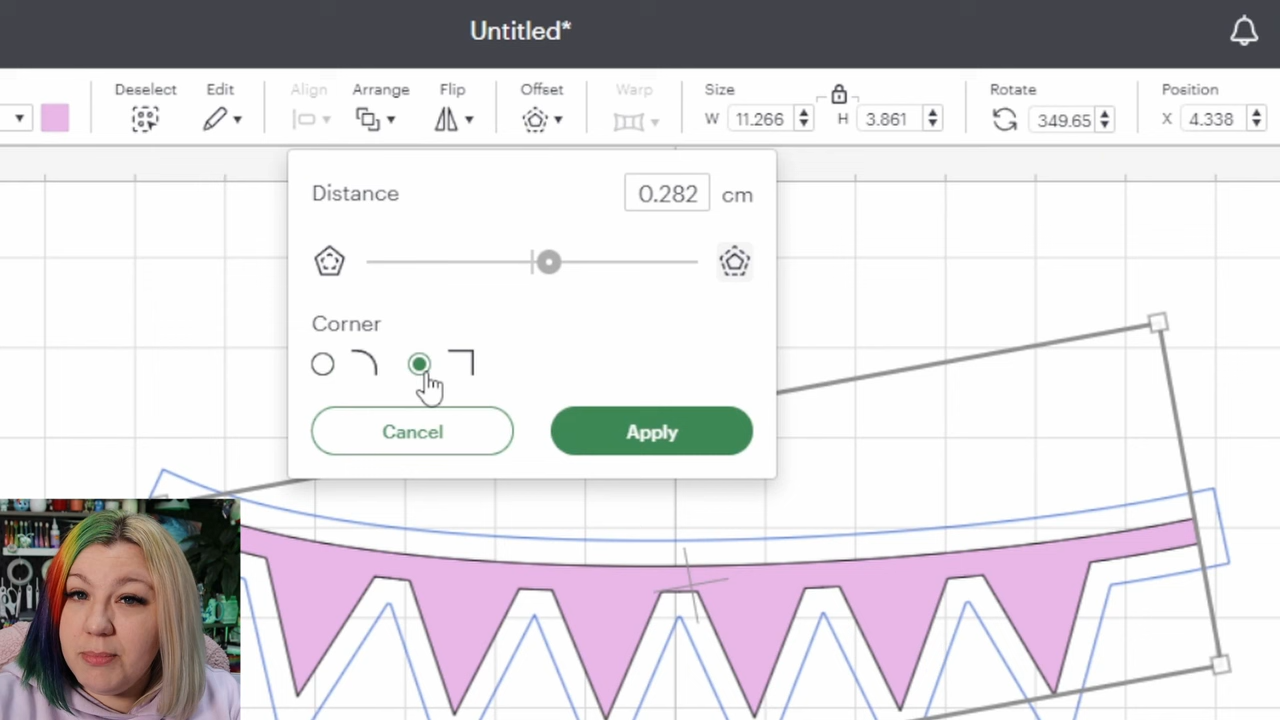 Untitled*
Deselect Edit Align Arrange Flip Offset Warp Size Rotate Position
W 11.266 H 3.861 349.65 X 4.338
Distance 0.282 cm
Corner
Cancel Apply